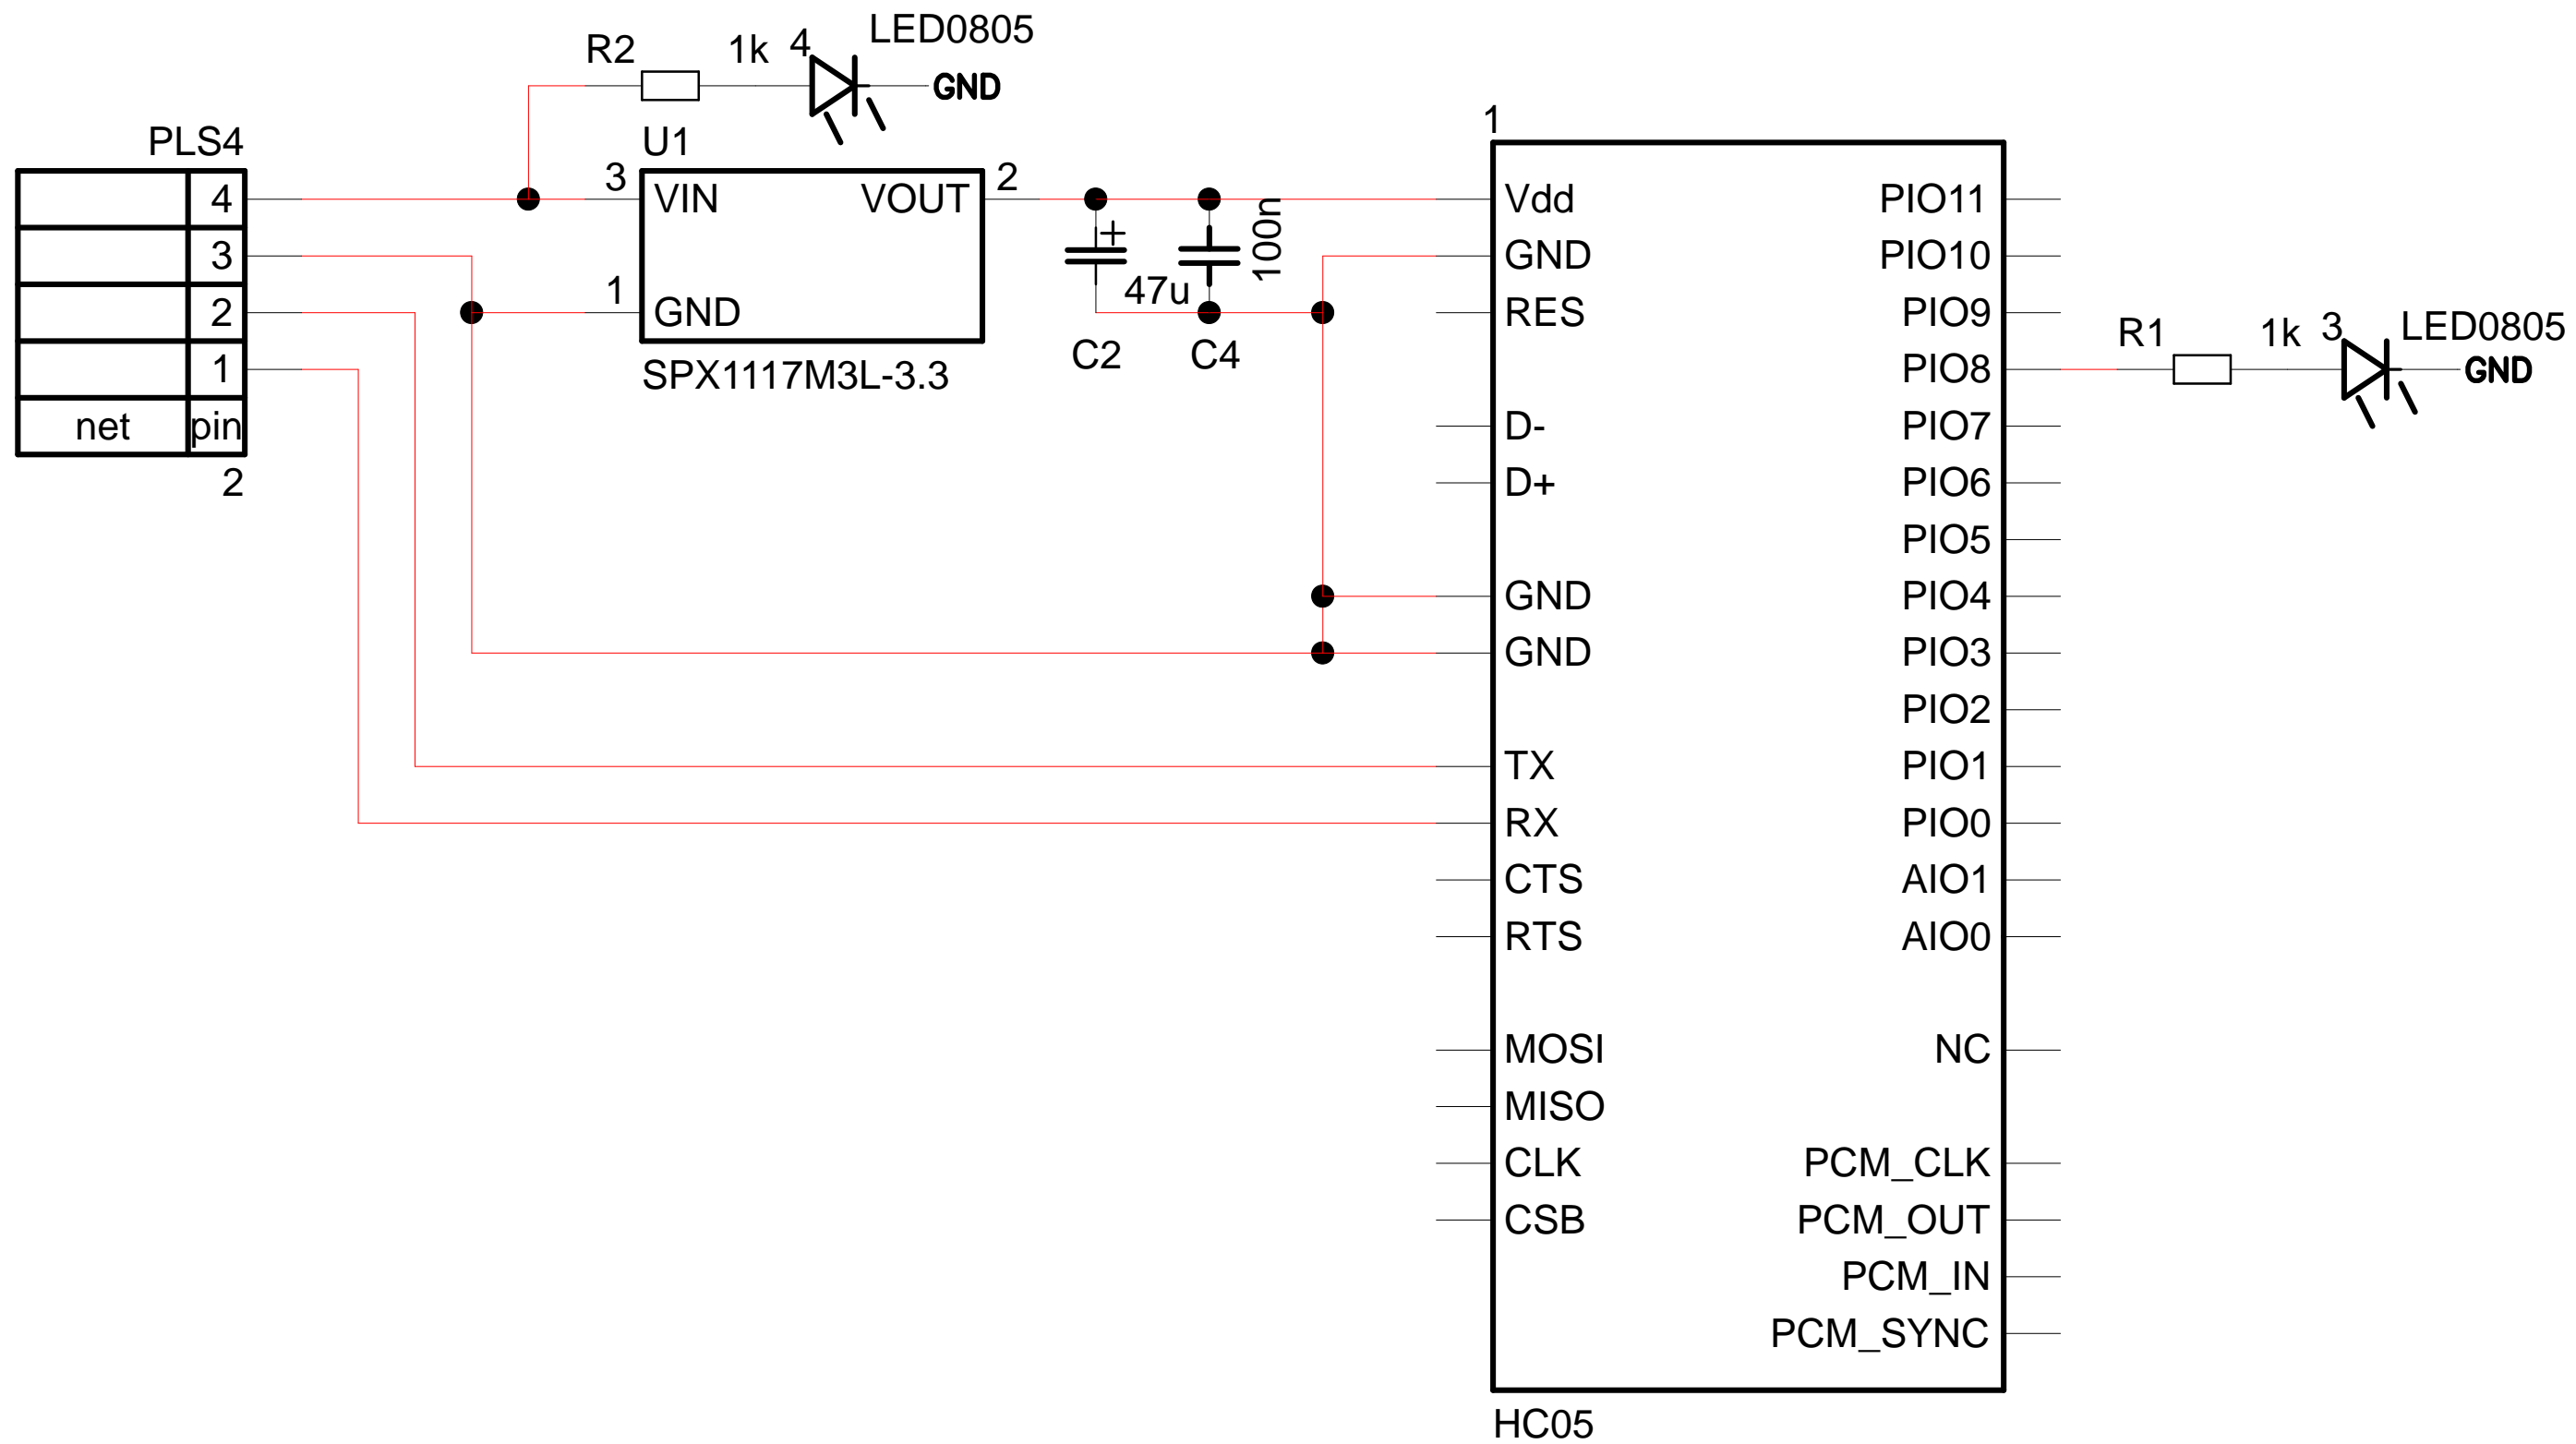 LED0805
R2 1k 4
GND
PLS4
U1
1
4
3
2
1
net pin
2
3 VIN VOUT 2
1 GND
SPX1117M3L-3.3
+
47u
100n
C2 C4
Vdd PIO11
GND PIO10
RES PIO9
PIO8
D- PIO7
D+ PIO6
PIO5
GND PIO4
GND PIO3
PIO2
TX PIO1
RX PIO0
CTS AIO1
RTS AIO0
MOSI NC
MISO
CLK PCM_CLK
CSB PCM_OUT
PCM_IN
PCM_SYNC
HC05
R1 1k 3 LED0805
GND